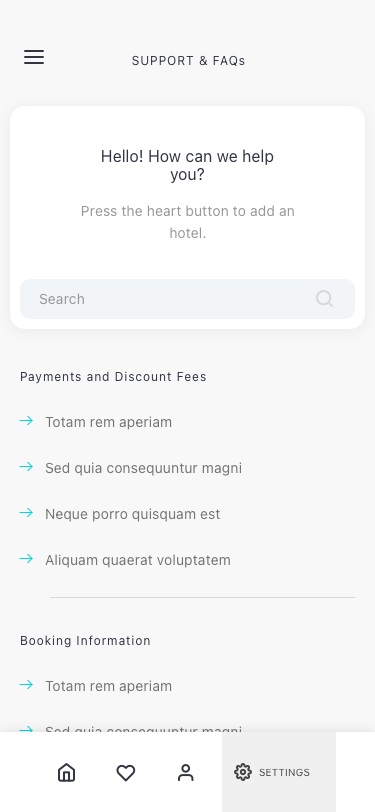 SUPPORT & FAQs
Hello! How can we help
you?
Press the heart button to add an
hotel.
Search
Payments and Discount Fees
Totam rem aperiam
Sed quia consequuntur magni
Neque porro quisquam est
Aliquam quaerat voluptatem
Booking Information
Totam rem aperiam
Sed quia consequuntur magni
SETTINGS